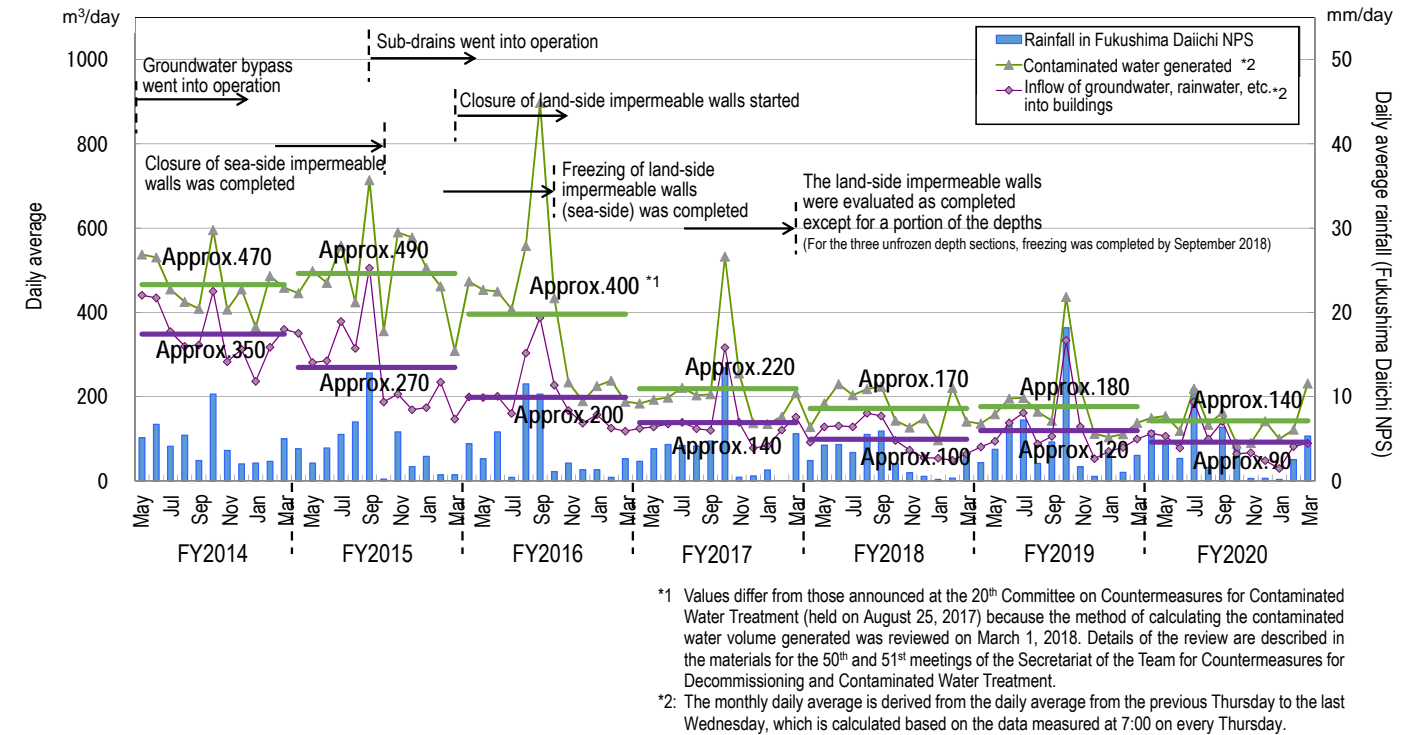 m³/day
mm/day
Daily average
1000
800
600
400
200
0
50
40
30
20
10
0
Daily average rainfall (Fukushima Daiichi NPS)
Rainfall in Fukushima Daiichi NPS
Contaminated water generated *2
Inflow of groundwater, rainwater, etc. *2
into buildings
Sub-drains went into operation
Groundwater bypass
went into operation
Closure of land-side impermeable walls started
Closure of sea-side impermeable
walls was completed
Freezing of land-side
impermeable walls
(sea-side) was completed
The land-side impermeable walls
were evaluated as completed
except for a portion of the depths
(For the three unfrozen depth sections, freezing was completed by September 2018)
Approx.470
Approx.490
Approx.400 *1
Approx.220
Approx.170
Approx.180
Approx.140
Approx.350
Approx.270
Approx.200
Approx.140
Approx.100
Approx.120
Approx.90
May Jul Sep Nov Jan Mar May Jul Sep Nov Jan Mar May Jul Sep Nov Jan Mar May Jul Sep Nov Jan Mar May Jul Sep Nov Jan Mar May Jul Sep Nov Jan Mar May Jul Sep Nov Jan Mar
FY2014 FY2015 FY2016 FY2017 FY2018 FY2019 FY2020
*1 Values differ from those announced at the 20th Committee on Countermeasures for Contaminated
Water Treatment (held on August 25, 2017) because the method of calculating the contaminated
water volume generated was reviewed on March 1, 2018. Details of the review are described in
the materials for the 50th and 51st meetings of the Secretariat of the Team for Countermeasures for
Decommissioning and Contaminated Water Treatment.
*2: The monthly daily average is derived from the daily average from the previous Thursday to the last
Wednesday, which is calculated based on the data measured at 7:00 on every Thursday.